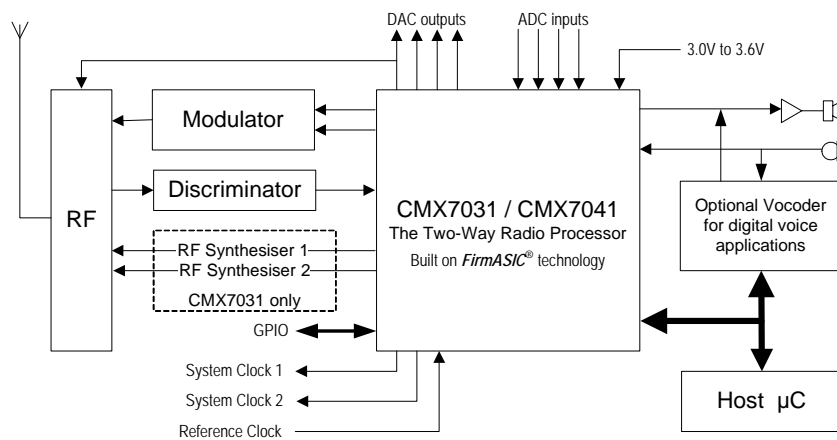 DAC outputs
ADC inputs
3.0V to 3.6V
Modulator
Discriminator
RF
CMX7031 / CMX7041
The Two-Way Radio Processor
Built on FirmASIC® technology
Optional Vocoder
for digital voice
applications
RF Synthesiser 1
RF Synthesiser 2
CMX7031 only
GPIO
System Clock 1
System Clock 2
Reference Clock
Host µC